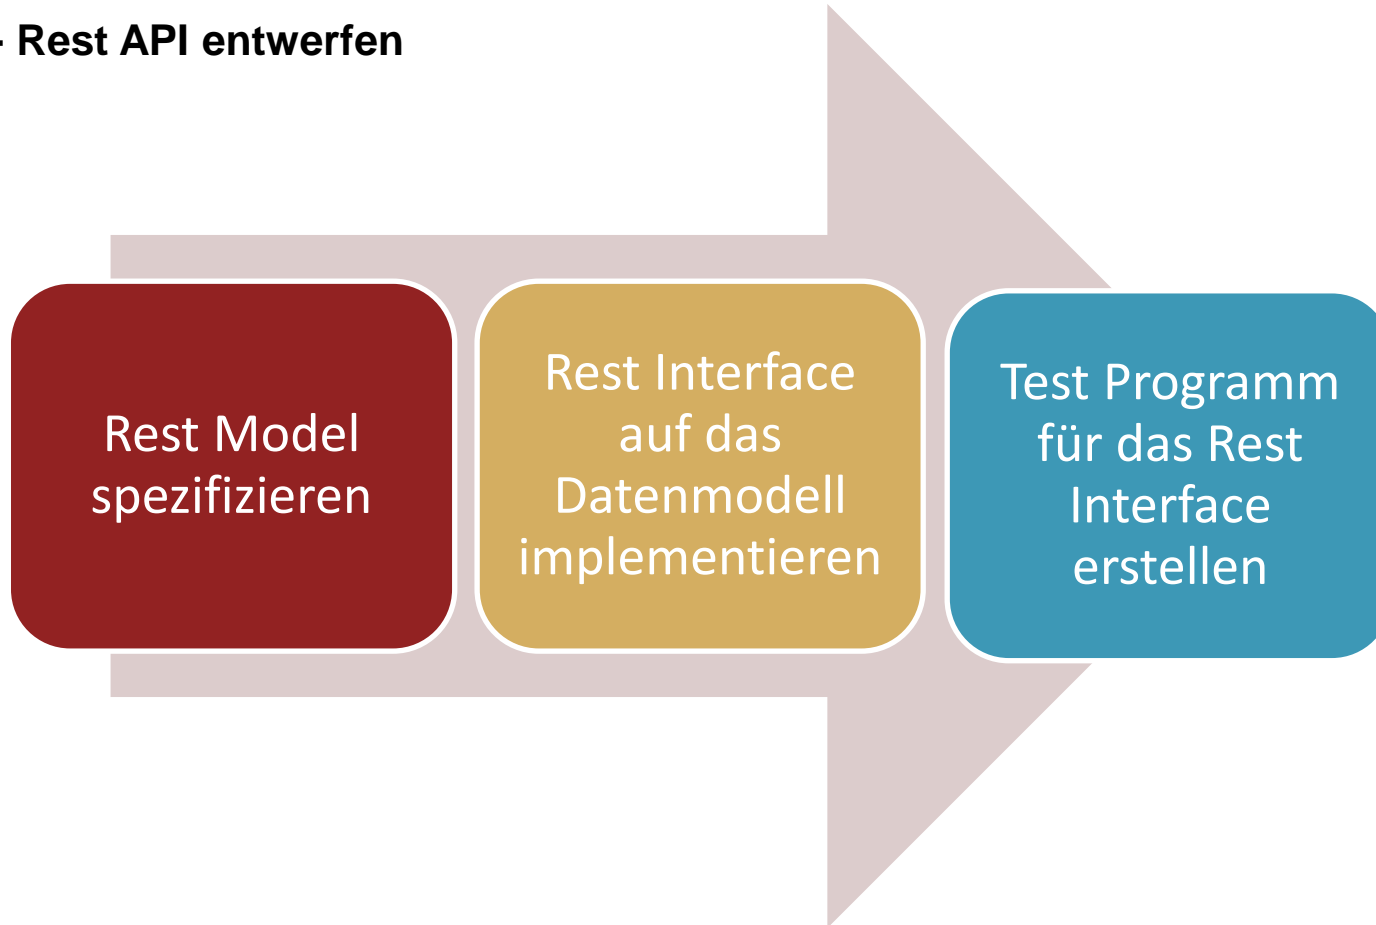 - Rest API entwerfen
Rest Model
spezifizieren
Rest Interface
auf das
Datenmodell
implementieren
Test Programm
für das Rest
Interface
erstellen